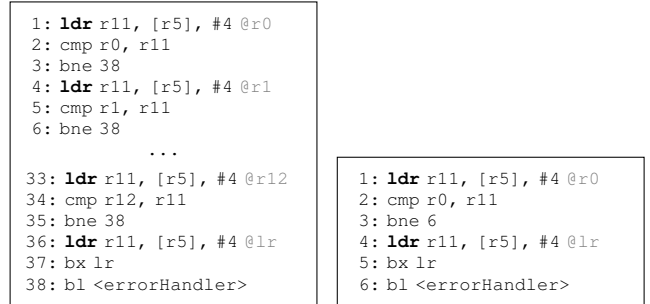 1: ldr r11, [r5], #4 @r0
2: cmp r0, r11
3: bne 38
4: ldr r11, [r5], #4 @r1
5: cmp r1, r11
6: bne 38
...
33: ldr r11, [r5], #4 @r12
34: cmp r12, r11
35: bne 38
36: ldr r11, [r5], #4 @lr
37: bx lr
38: bl <errorHandler>
1: ldr r11, [r5], #4 @r0
2: cmp r0, r11
3: bne 6
4: ldr r11, [r5], #4 @lr
5: bx lr
6: bl <errorHandler>